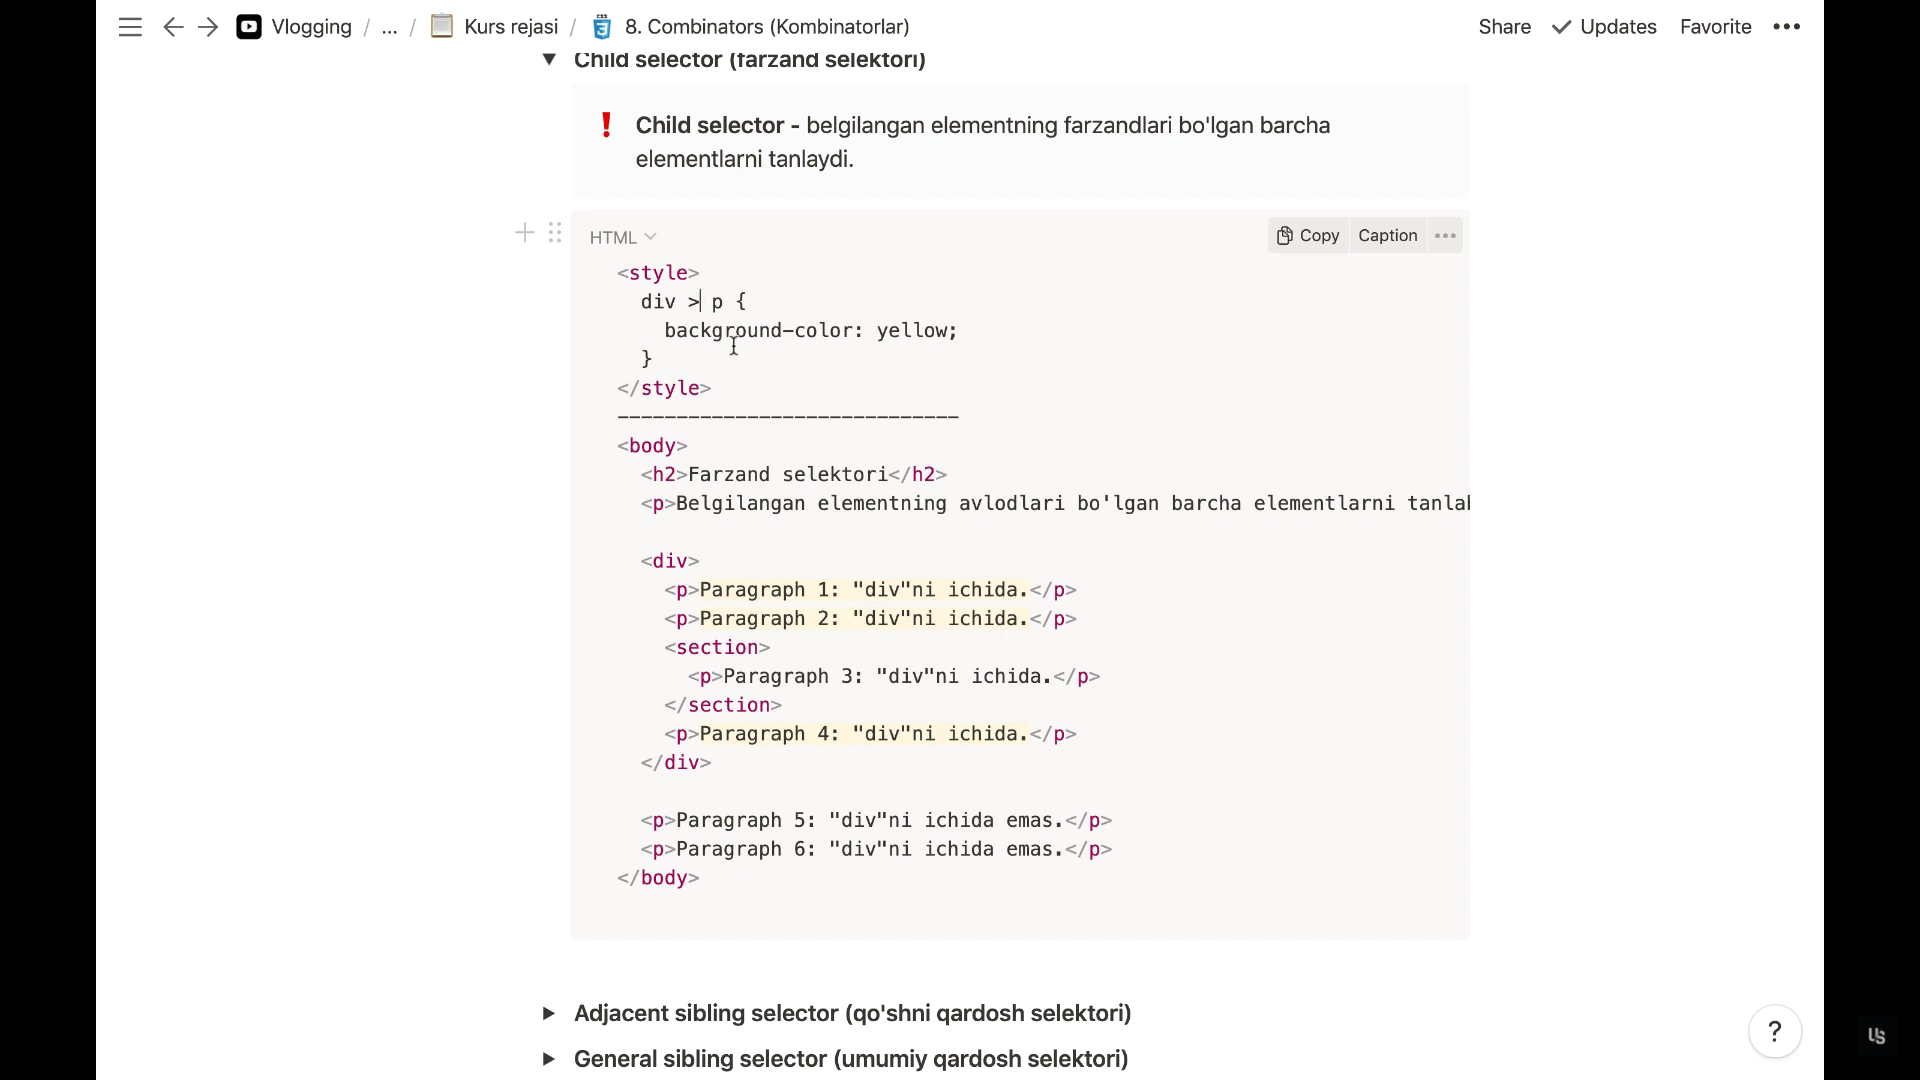 Vlogging / ... / Kurs rejasi / 8. Combinators (Kombinatorlar)
Share Updates Favorite
Child selector (farzand selektori)
Child selector - belgilangan elementning farzandlari bo'lgan barcha
elementlarni tanlaydi.
HTML
Copy Caption
<style>
div > p {
background-color: yellow;
}
</style>
-----------------------------
<body>
<h2>Farzand selektori</h2>
<p>Belgilangan elementning avlodlari bo'lgan barcha elementlarni
<div>
<p>Paragraph 1: "div"ni ichida.</p>
<p>Paragraph 2: "div"ni ichida.</p>
<section>
<p>Paragraph 3: "div"ni ichida.</p>
</section>
<p>Paragraph 4: "div"ni ichida.</p>
</div>
<p>Paragraph 5: "div"ni ichida emas.</p>
<p>Paragraph 6: "div"ni ichida emas.</p>
</body>
Adjacent sibling selector (qo'shni qardosh selektori)
General sibling selector (umumiy qardosh selektori)
?